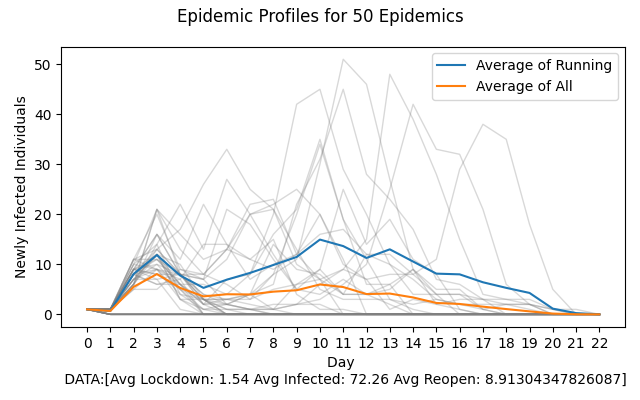 Epidemic Profiles for 50 Epidemics
Average of Running
Average of All
Newly Infected Individuals
50
40
30
20
10
0
0 1 2 3 4 5 6 7 8 9 10 11 12 13 14 15 16 17 18 19 20 21 22
Day
DATA:[Avg Lockdown: 1.54 Avg Infected: 72.26 Avg Reopen: 8.91304347826087]